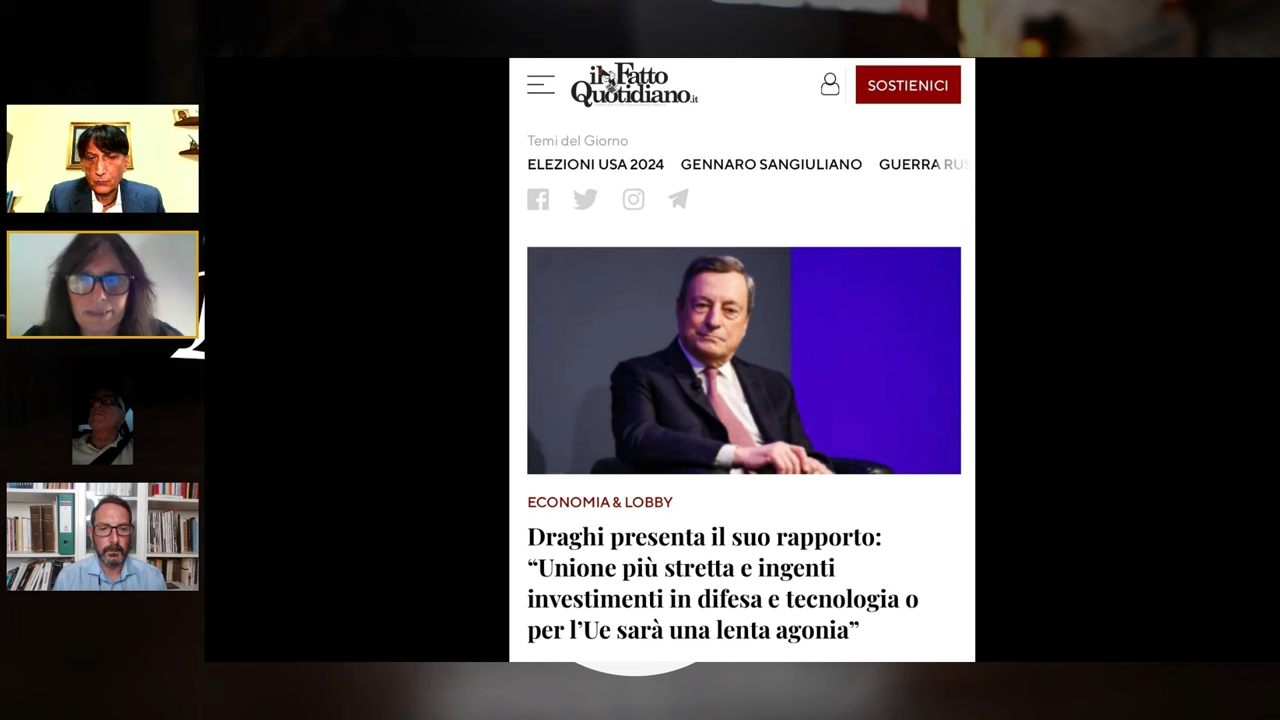 il Fatto
Quotidiano.it
SOSTIENICI
Temi del Giorno
ELEZIONI USA 2024 GENNARO SANGIULIANO GUERRA RUS
ECONOMIA & LOBBY
Draghi presenta il suo rapporto:
“Unione più stretta e ingenti
investimenti in difesa e tecnologia o
per l’Ue sarà una lenta agonia”